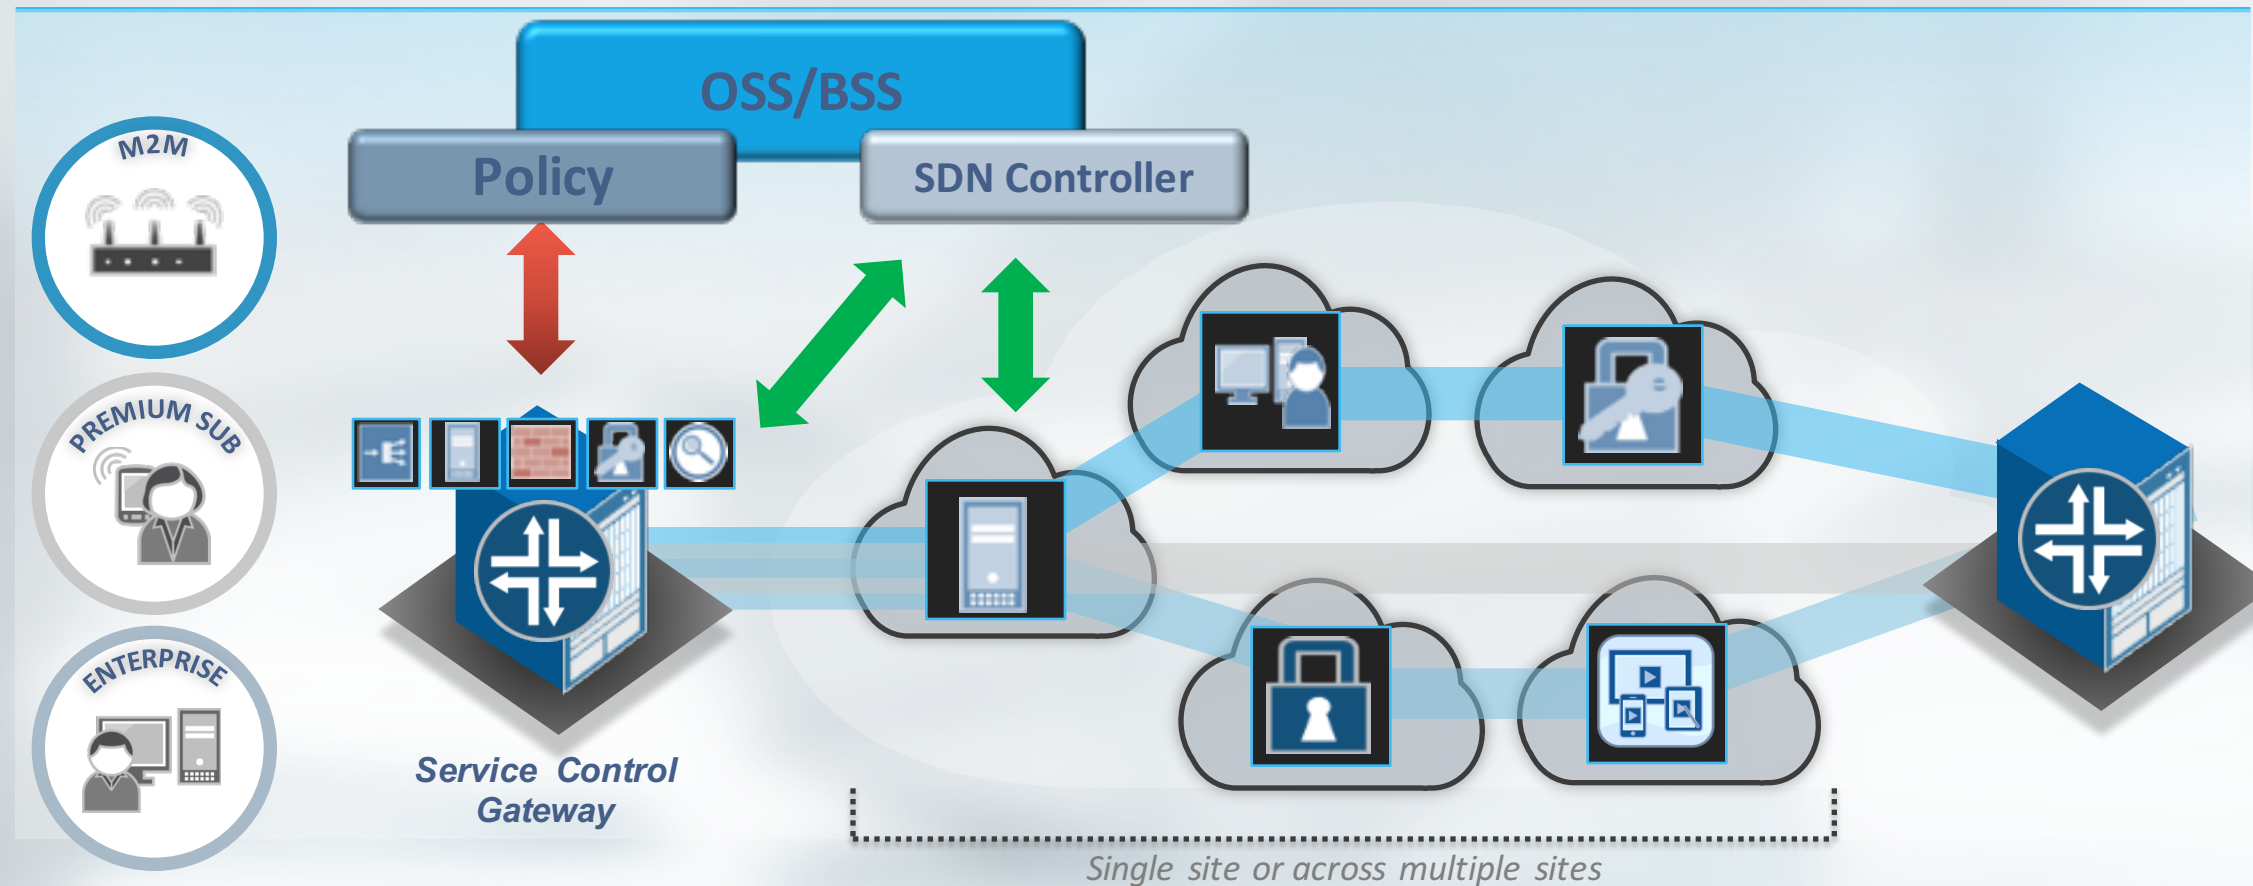 OSS/BSS
Policy
SDN Controller
M2M
PREMIUM SUB
ENTERPRISE
Service Control
Gateway
Single site or across multiple sites